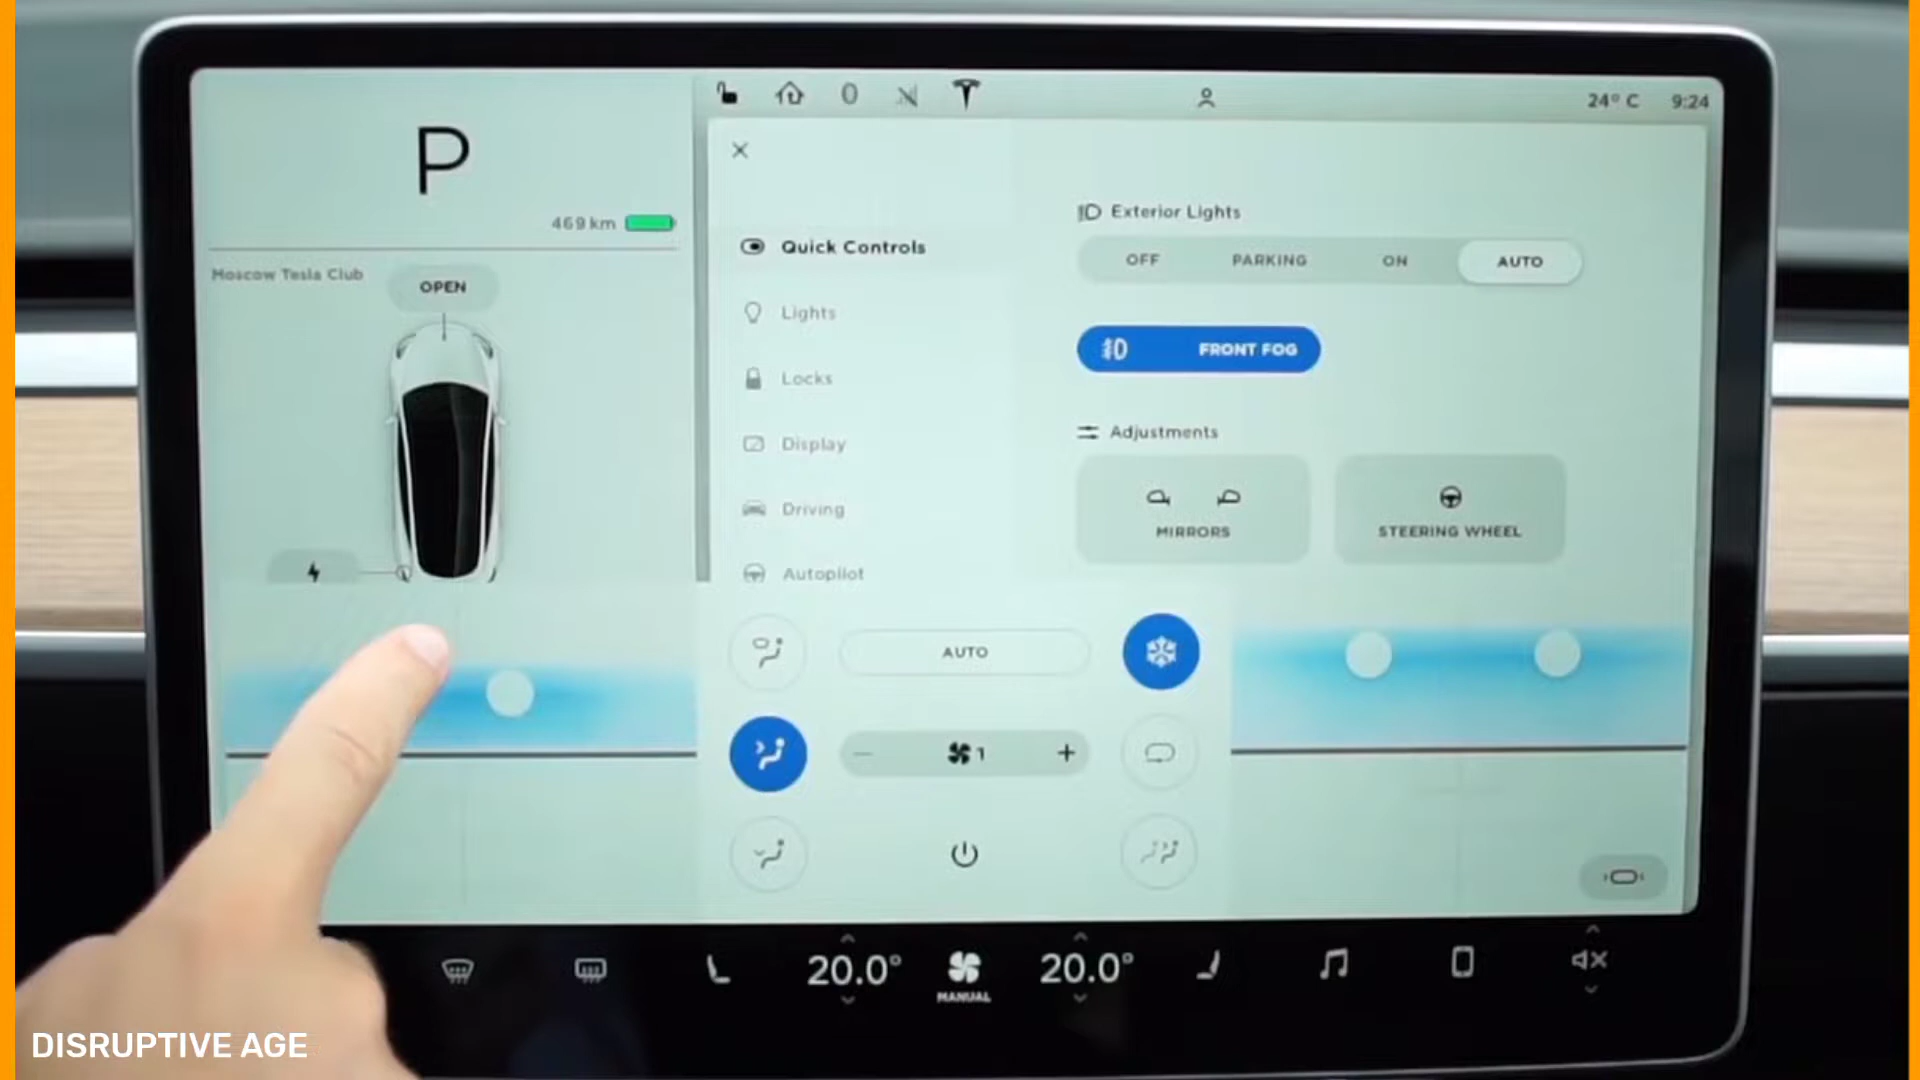 P
469 km
Moscow Tesla Club
OPEN
24° C 9:24
Quick Controls
Lights
Locks
Display
Driving
Autopilot
Exterior Lights
OFF PARKING ON AUTO
FRONT FOG
Adjustments
MIRRORS
STEERING WHEEL
AUTO
1
20.0°
MANUAL
20.0°
DISRUPTIVE AGE